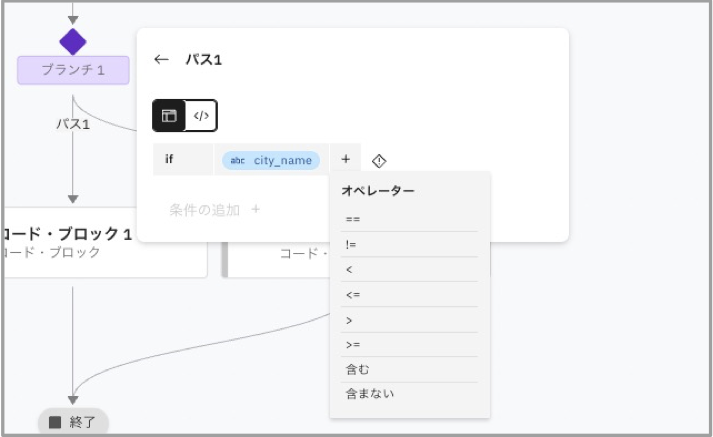 ブランチ 1
パス1
← パス1
</>
if
abc city_name
+
条件の追加 +
オペレーター
==
!=
<
<=
>
>=
含む
含まない
コード・ブロック 1
コード・ブロック
コード・
終了